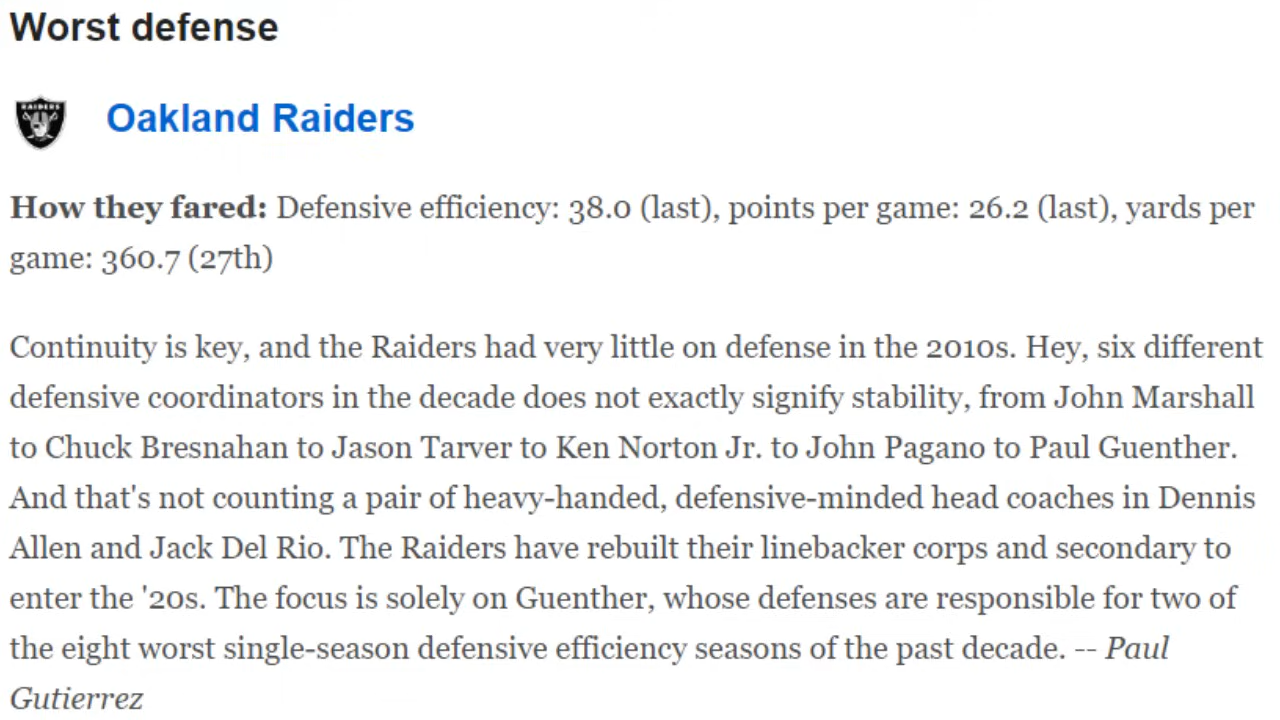 Worst defense
RAIDERS
Oakland Raiders
How they fared: Defensive efficiency: 38.0 (last), points per game: 26.2 (last), yards per
game: 360.7 (27th)
Continuity is key, and the Raiders had very little on defense in the 2010s. Hey, six different
defensive coordinators in the decade does not exactly signify stability, from John Marshall
to Chuck Bresnahan to Jason Tarver to Ken Norton Jr. to John Pagano to Paul Guenther.
And that's not counting a pair of heavy-handed, defensive-minded head coaches in Dennis
Allen and Jack Del Rio. The Raiders have rebuilt their linebacker corps and secondary to
enter the '20s. The focus is solely on Guenther, whose defenses are responsible for two of
the eight worst single-season defensive efficiency seasons of the past decade. -- Paul
Gutierrez